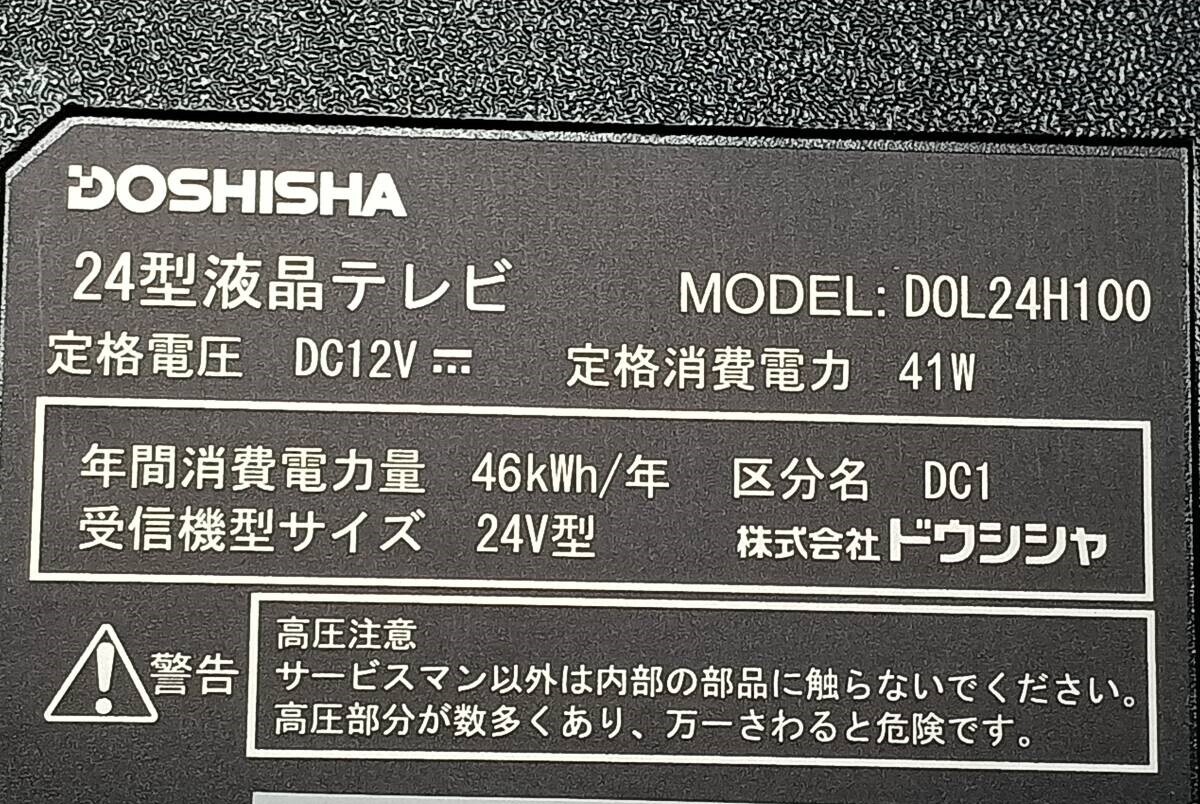 DOSHISHA
24型液晶テレビ MODEL: DOL24H100
定格電圧 DC12V ⎓ 定格消費電力 41W
年間消費電力量 46kWh/年 区分名 DC1
受信機型サイズ 24V型 株式会社ドウシシャ
警告
高圧注意
サービスマン以外は内部の部品に触らないでください。
高圧部分が数多くあり、万一さわると危険です。